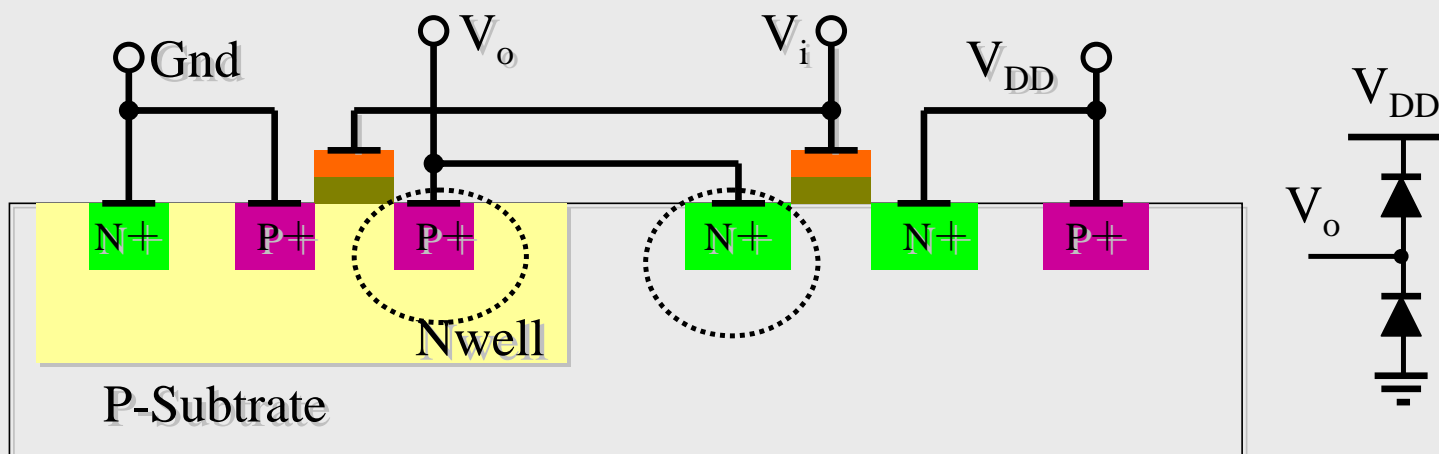 Gnd
Vo
Vi
VDD
VDD
Vo
N+ P+ P+ N+ N+ P+
Nwell
P-Subtrate